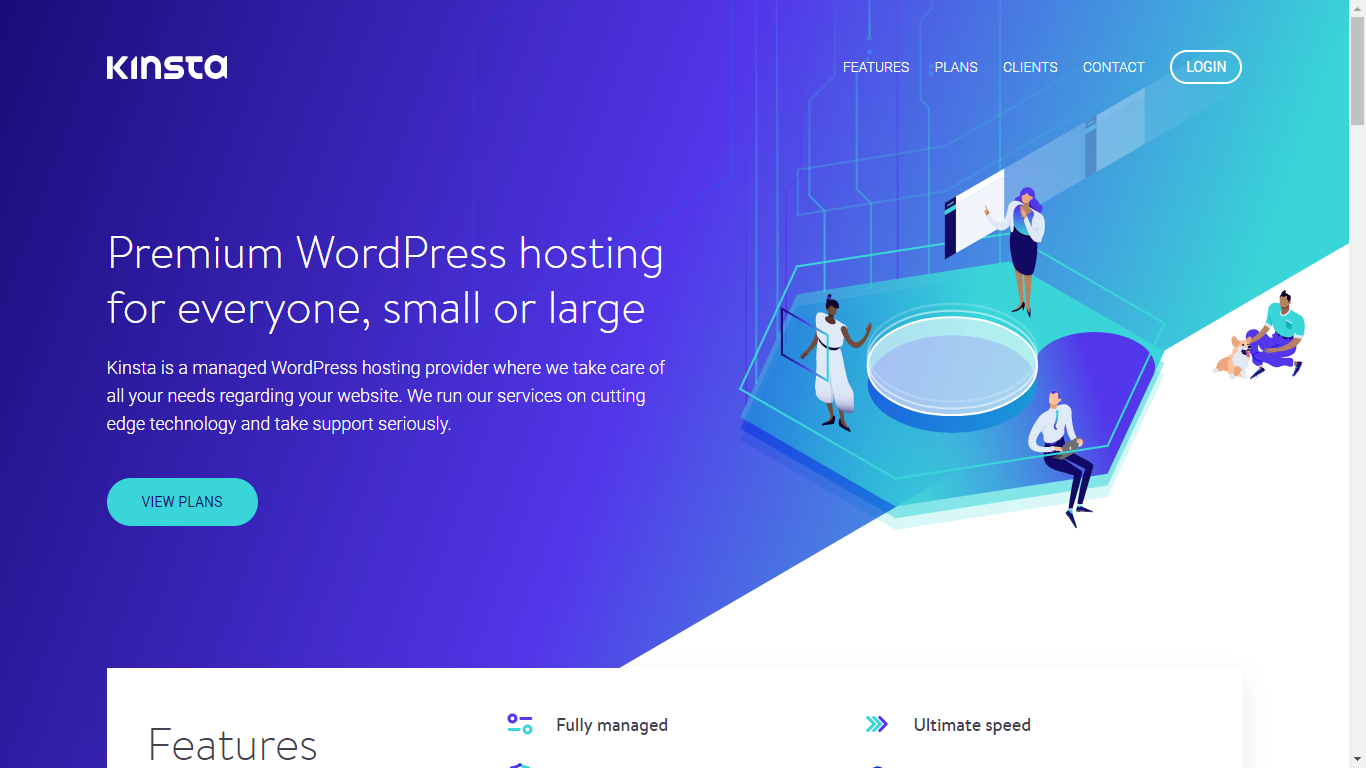 KINSTA
FEATURES
PLANS
CLIENTS
CONTACT
LOGIN
Premium WordPress hosting
for everyone, small or large
Kinsta is a managed WordPress hosting provider where we take care of
all your needs regarding your website. We run our services on cutting
edge technology and take support seriously.
VIEW PLANS
Features
Fully managed
Ultimate speed